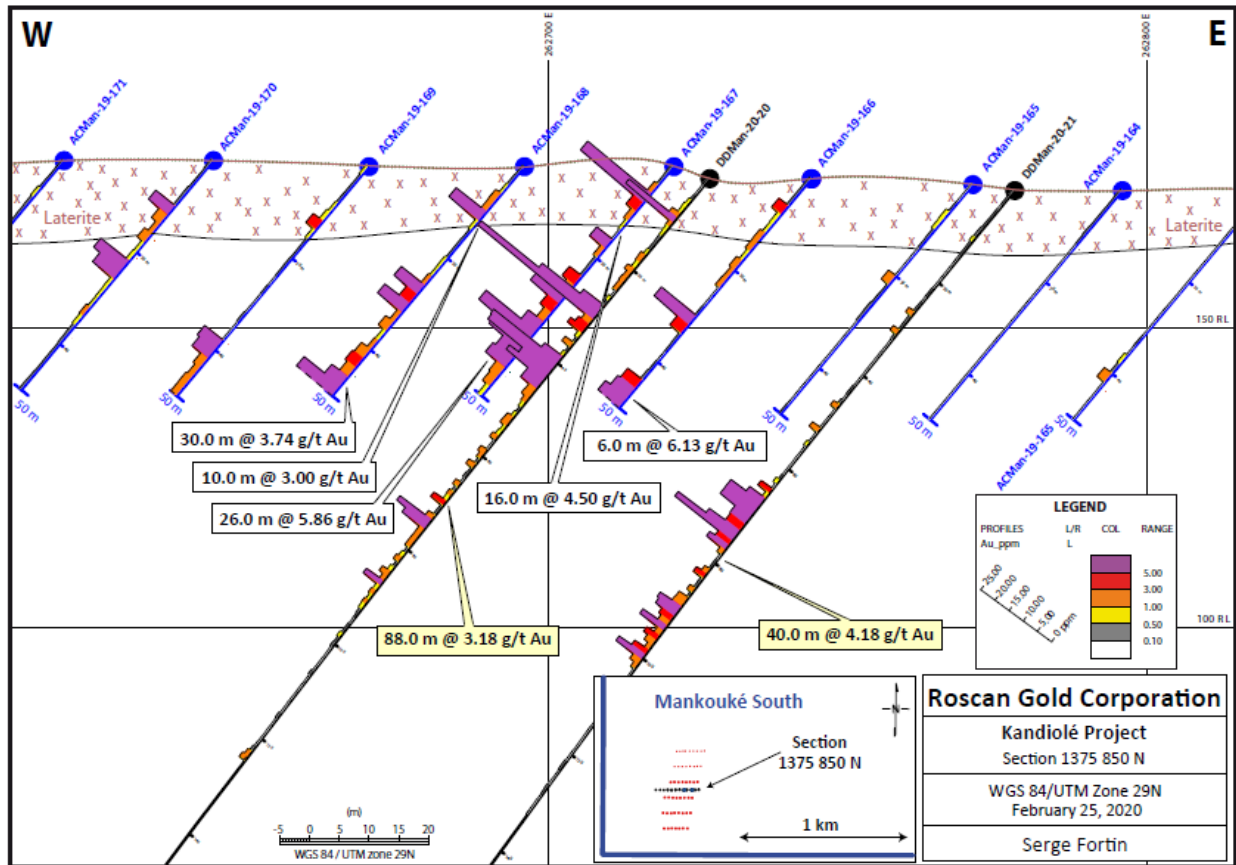 W
E
262700 E
262800 E
ACMan-19-171
ACMan-19-170
ACMan-19-169
ACMan-19-168
ACMan-19-167
DDMan-20-20
ACMan-19-166
ACMan-19-165
DDMan-20-21
ACMan-19-164
Laterite
Laterite
150 RL
50 m
50 m
50 m
50 m
50 m
50 m
50 m
50 m
ACMan-19-165
30.0 m @ 3.74 g/t Au
10.0 m @ 3.00 g/t Au
26.0 m @ 5.86 g/t Au
16.0 m @ 4.50 g/t Au
6.0 m @ 6.13 g/t Au
88.0 m @ 3.18 g/t Au
40.0 m @ 4.18 g/t Au
100 RL
LEGEND
PROFILES L/R COL RANGE
Au_ppm L
25.00
20.00
15.00
10.00
5.00
0 ppm
5.00
3.00
1.00
0.50
0.10
Mankouké South
N
Section
1375 850 N
1 km
(m)
-5 0 5 10 15 20
WGS 84 / UTM zone 29N
Roscan Gold Corporation
Kandiolé Project
Section 1375 850 N
WGS 84/UTM Zone 29N
February 25, 2020
Serge Fortin